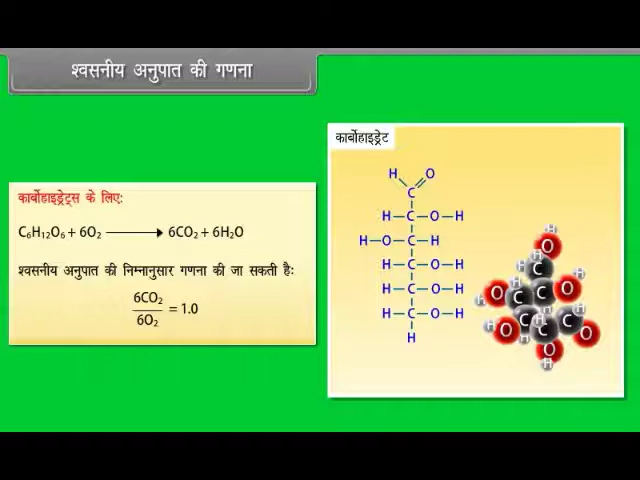 श्वसनीय अनुपात की गणना
कार्बोहाइड्रेट्स के लिए:
C₆H₁₂O₆ + 6O₂ ⟶ 6CO₂ + 6H₂O
श्वसनीय अनुपात की निम्नानुसार गणना की जा सकती है:
6CO₂
6O₂
= 1.0
कार्बोहाइड्रेट
H O
C
H C O H
H O C H
H C O H
H C O H
H C O H
H
H
O
H
C
H
H
O
C
C
O
H
H
O
C
H
C
C
H
O
H
H
O
H